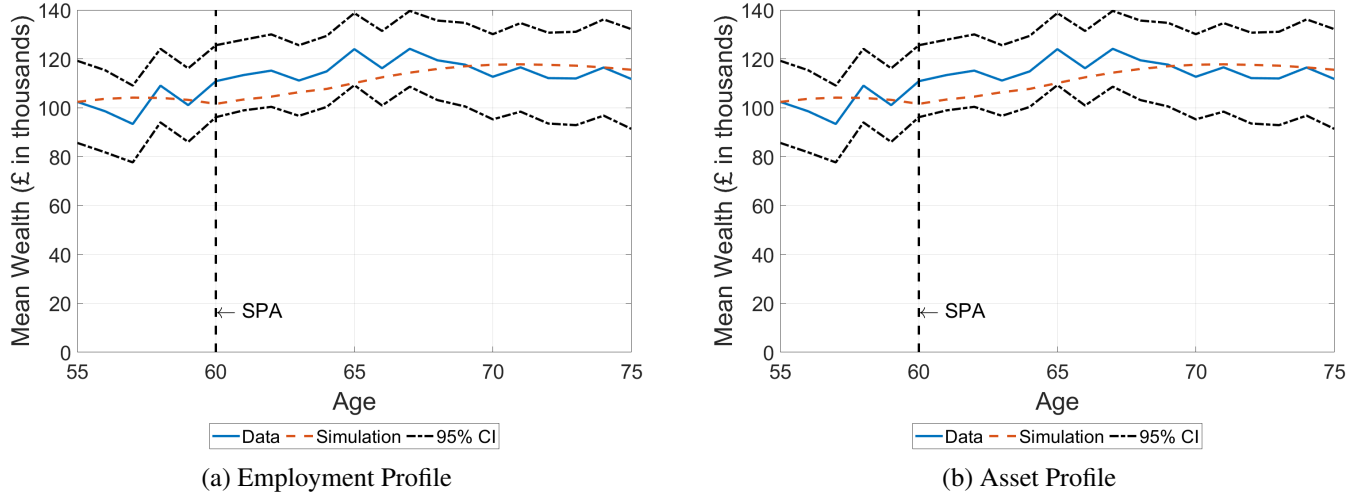 140
120
100
80
60
40
20
0
Mean Wealth (£ in thousands)
← SPA
55 60 65 70 75
Age
Data Simulation 95% CI
(a) Employment Profile
140
120
100
80
60
40
20
0
Mean Wealth (£ in thousands)
← SPA
55 60 65 70 75
Age
Data Simulation 95% CI
(b) Asset Profile